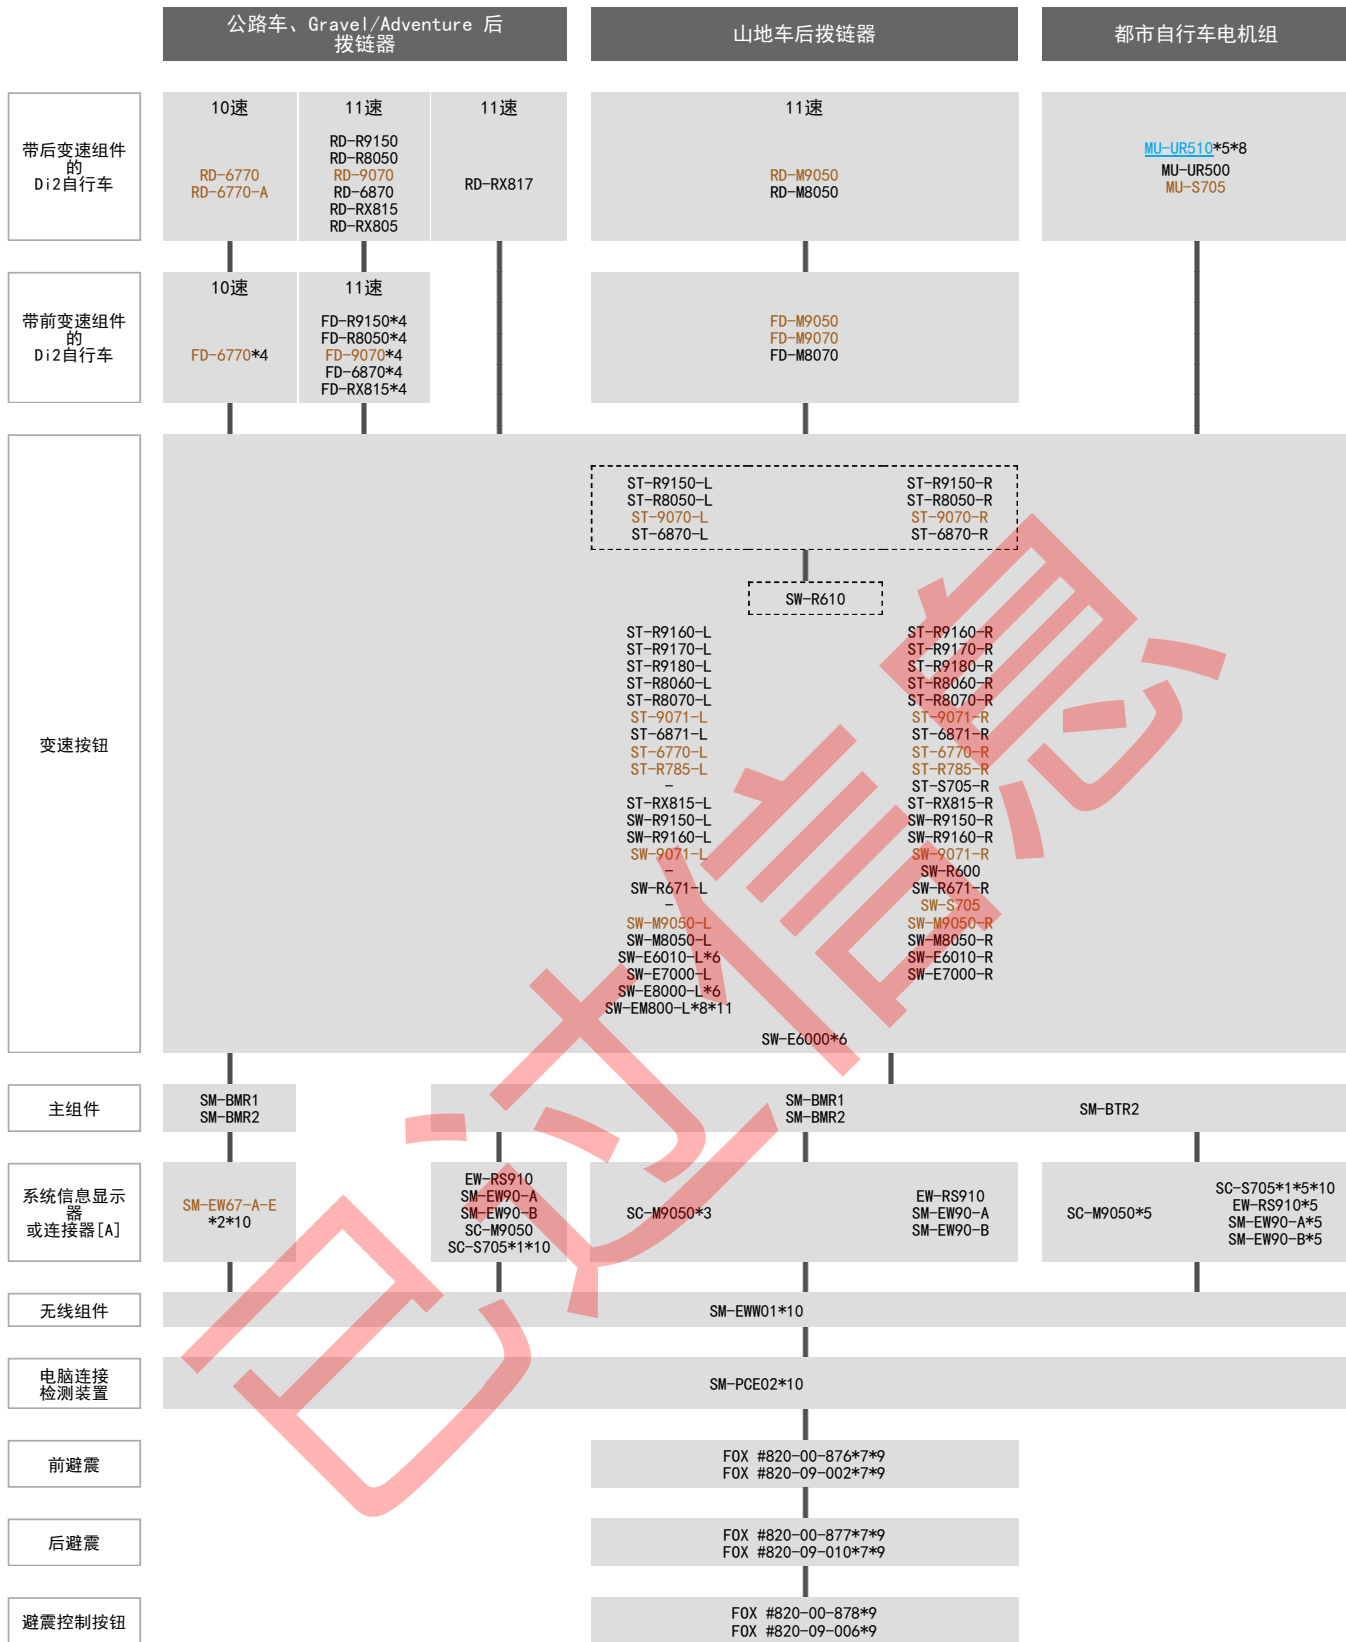 公路车、Gravel/Adventure 后
拨链器
山地车后拨链器
都市自行车电机组
带后变速组件
的
Di2自行车
10速
RD-6770
RD-6770-A
11速
RD-R9150
RD-R8050
RD-9070
RD-6870
RD-RX815
RD-RX805
11速
RD-RX817
11速
RD-M9050
RD-M8050
MU-UR510*5*8
MU-UR500
MU-S705
带前变速组件
的
Di2自行车
10速
FD-6770*4
11速
FD-R9150*4
FD-R8050*4
FD-9070*4
FD-6870*4
FD-RX815*4
FD-M9050
FD-M9070
FD-M8070
变速按钮
ST-R9150-L ST-R9150-R
ST-R8050-L ST-R8050-R
ST-9070-L ST-9070-R
ST-6870-L ST-6870-R
SW-R610
ST-R9160-L ST-R9160-R
ST-R9170-L ST-R9170-R
ST-R9180-L ST-R9180-R
ST-R8060-L ST-R8060-R
ST-R8070-L ST-R8070-R
ST-9071-L ST-9071-R
ST-6871-L ST-6871-R
ST-6770-L ST-6770-R
ST-R785-L ST-R785-R
- ST-S705-R
ST-RX815-L ST-RX815-R
SW-R9150-L SW-R9150-R
SW-R9160-L SW-R9160-R
SW-9071-L SW-9071-R
- SW-R600
SW-R671-L SW-R671-R
- SW-S705
SW-M9050-L SW-M9050-R
SW-M8050-L SW-M8050-R
SW-E6010-L*6 SW-E6010-R
SW-E7000-L SW-E7000-R
SW-E8000-L*6
SW-EM800-L*8*11
SW-E6000*6
主组件
SM-BMR1
SM-BMR2
SM-BMR1
SM-BMR2
SM-BTR2
系统信息显示
器
或连接器[A]
SM-EW67-A-E
*2*10
EW-RS910
SM-EW90-A
SM-EW90-B
SC-M9050
SC-S705*1*10
SC-M9050*3
EW-RS910
SM-EW90-A
SM-EW90-B
SC-M9050*5
SC-S705*1*5*10
EW-RS910*5
SM-EW90-A*5
SM-EW90-B*5
无线组件
SM-EWW01*10
电脑连接
检测装置
SM-PCE02*10
前避震
FOX #820-00-876*7*9
FOX #820-09-002*7*9
后避震
FOX #820-00-877*7*9
FOX #820-09-010*7*9
避震控制按钮
FOX #820-00-878*9
FOX #820-09-006*9
已过信息